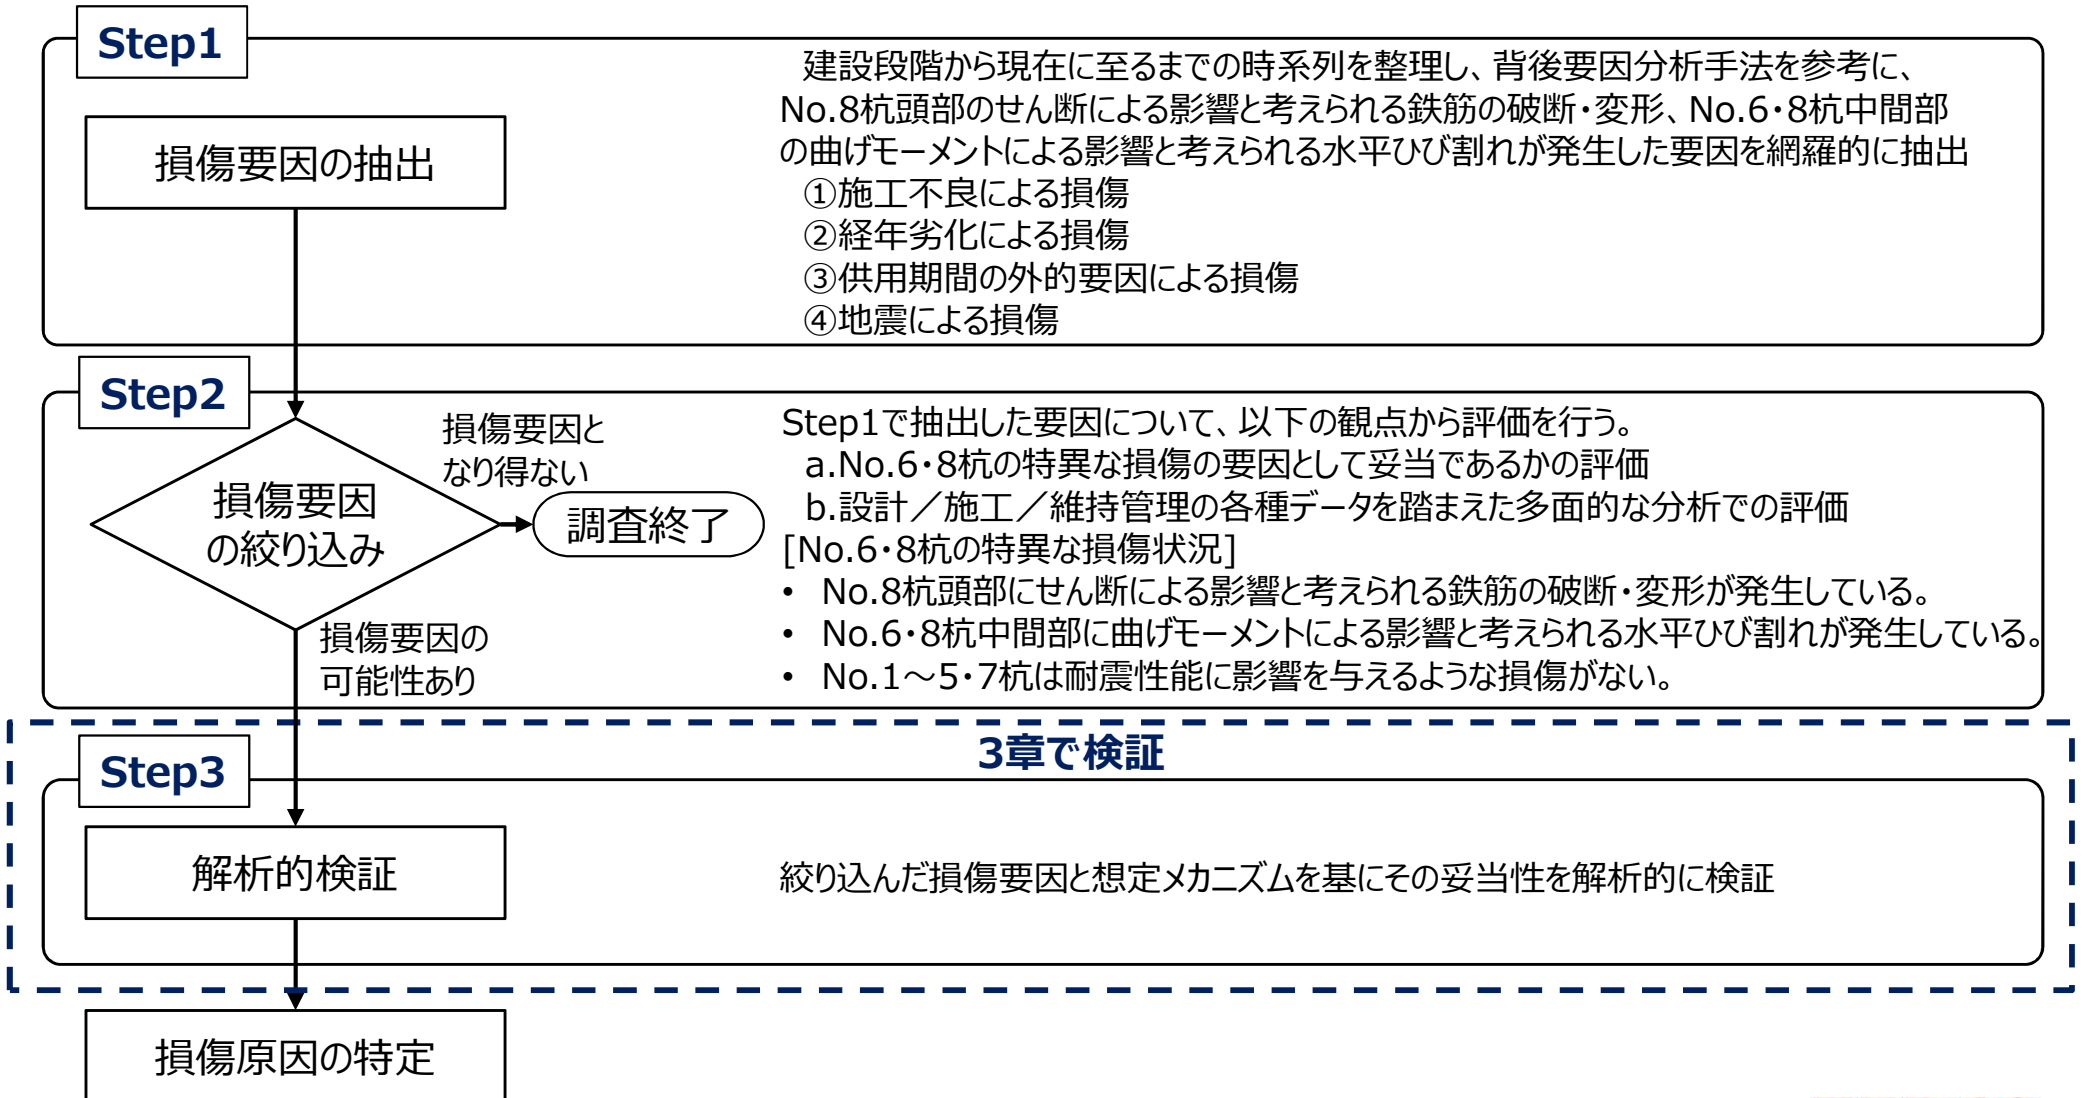 Step1
損傷要因の抽出
建設段階から現在に至るまでの時系列を整理し、背後要因分析手法を参考に、
No.8杭頭部のせん断による影響と考えられる鉄筋の破断・変形、No.6・8杭中間部
の曲げモーメントによる影響と考えられる水平ひび割れが発生した要因を網羅的に抽出
①施工不良による損傷
②経年劣化による損傷
③供用期間の外的要因による損傷
④地震による損傷
Step2
損傷要因
の絞り込み
損傷要因と
なり得ない
調査終了
損傷要因の
可能性あり
Step1で抽出した要因について、以下の観点から評価を行う。
a.No.6・8杭の特異な損傷の要因として妥当であるかの評価
b.設計／施工／維持管理の各種データを踏まえた多面的な分析での評価
[No.6・8杭の特異な損傷状況]
• No.8杭頭部にせん断による影響と考えられる鉄筋の破断・変形が発生している。
• No.6・8杭中間部に曲げモーメントによる影響と考えられる水平ひび割れが発生している。
• No.1～5・7杭は耐震性能に影響を与えるような損傷がない。
3章で検証
Step3
解析的検証
絞り込んだ損傷要因と想定メカニズムを基にその妥当性を解析的に検証
損傷原因の特定